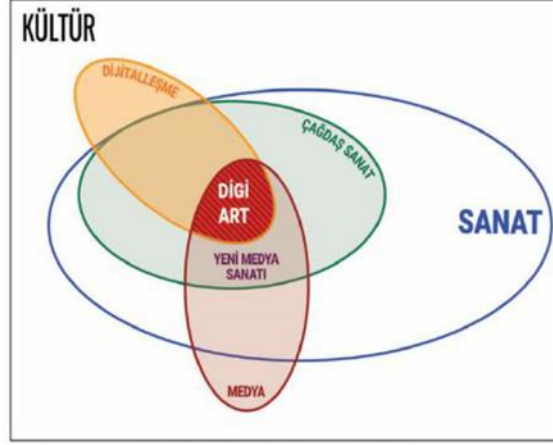 KÜLTÜR
DİJİTALLEŞME
ÇAĞDAŞ SANAT
DİGİ
ART
SANAT
YENİ MEDYA
SANATI
MEDYA